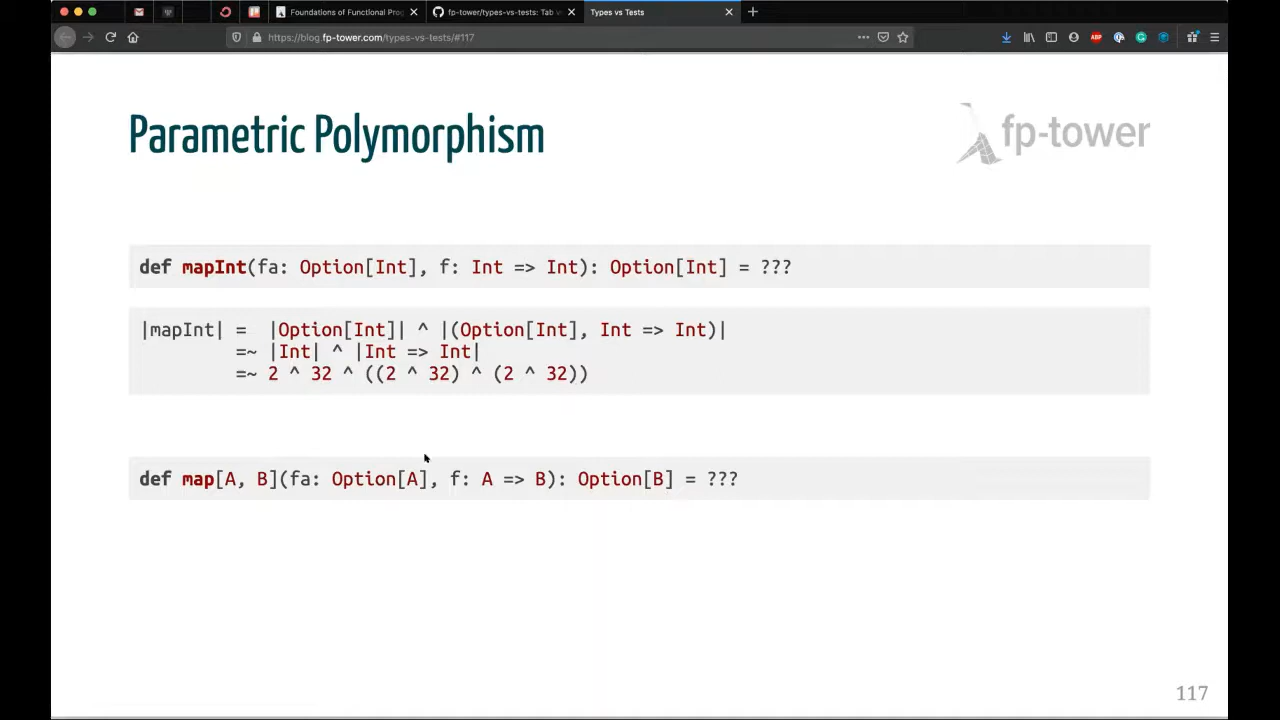 Foundations of Functional Prog
fp-tower/types-vs-tests: Tab v
Types vs Tests
https://blog.fp-tower.com/types-vs-tests/#117
ABP
Parametric Polymorphism
fp-tower
def mapInt(fa: Option[Int], f: Int => Int): Option[Int] = ???
|mapInt| = |Option[Int]| ^ |(Option[Int], Int => Int)|
=~ |Int| ^ |Int => Int|
=~ 2 ^ 32 ^ ((2 ^ 32) ^ (2 ^ 32))
def map[A, B](fa: Option[A], f: A => B): Option[B] = ???
117